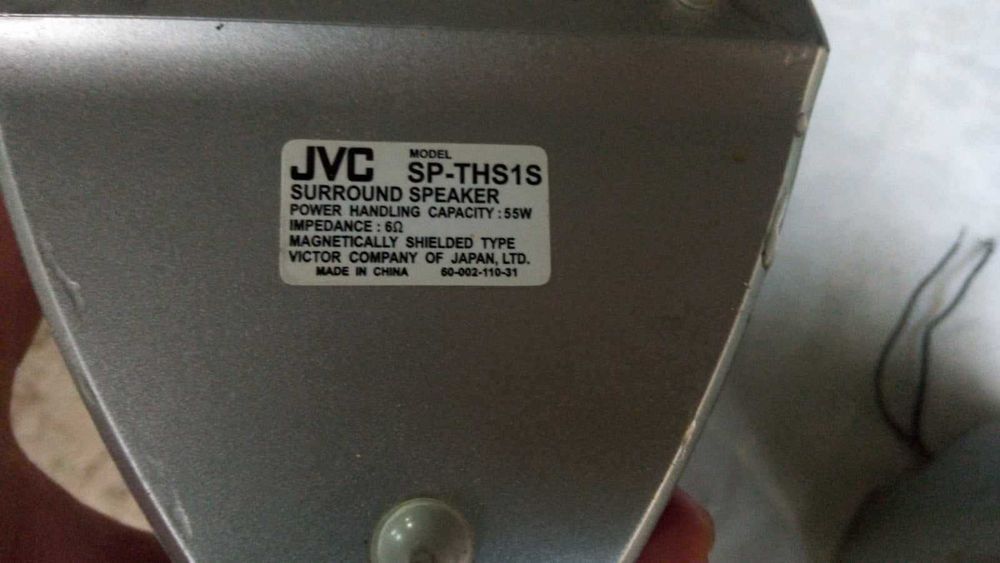 JVC MODEL SP-THS1S
SURROUND SPEAKER
POWER HANDLING CAPACITY : 55W
IMPEDANCE : 6Ω
MAGNETICALLY SHIELDED TYPE
VICTOR COMPANY OF JAPAN, LTD.
MADE IN CHINA 60-002-110-31